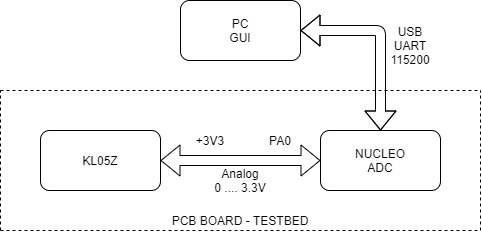 PC
GUI
USB
UART
115200
KL05Z
+3V3
PA0
Analog
0 .... 3.3V
NUCLEO
ADC
PCB BOARD - TESTBED